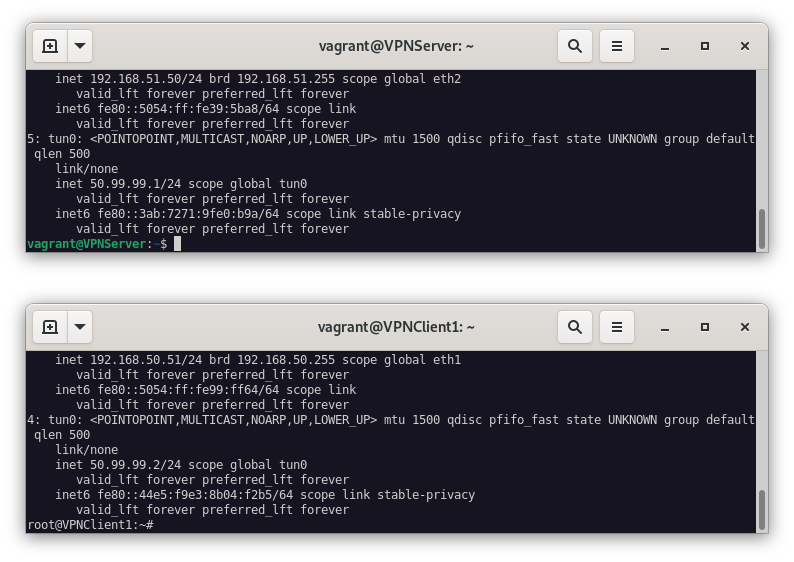 vagrant@VPNServer: ~
inet 192.168.51.50/24 brd 192.168.51.255 scope global eth2
valid_lft forever preferred_lft forever
inet6 fe80::5054:ff:fe39:5ba8/64 scope link
valid_lft forever preferred_lft forever
5: tun0: <POINTOPOINT,MULTICAST,NOARP,UP,LOWER_UP> mtu 1500 qdisc pfifo_fast state UNKNOWN group default
qlen 500
link/none
inet 50.99.99.1/24 scope global tun0
valid_lft forever preferred_lft forever
inet6 fe80::3ab:7271:9fe0:b9a/64 scope link stable-privacy
valid_lft forever preferred_lft forever
vagrant@VPNServer:~$
vagrant@VPNClient1: ~
inet 192.168.50.51/24 brd 192.168.50.255 scope global eth1
valid_lft forever preferred_lft forever
inet6 fe80::5054:ff:fe99:ff64/64 scope link
valid_lft forever preferred_lft forever
4: tun0: <POINTOPOINT,MULTICAST,NOARP,UP,LOWER_UP> mtu 1500 qdisc pfifo_fast state UNKNOWN group default
qlen 500
link/none
inet 50.99.99.2/24 scope global tun0
valid_lft forever preferred_lft forever
inet6 fe80::44e5:f9e3:8b04:f2b5/64 scope link stable-privacy
valid_lft forever preferred_lft forever
root@VPNClient1:~#